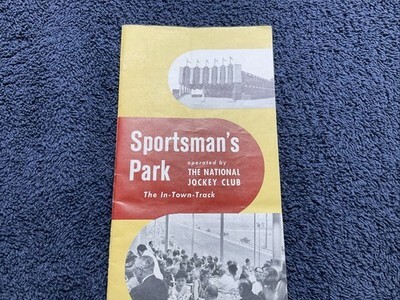 Sportsman's
Park
operated by
THE NATIONAL
JOCKEY CLUB
The In-Town-Track